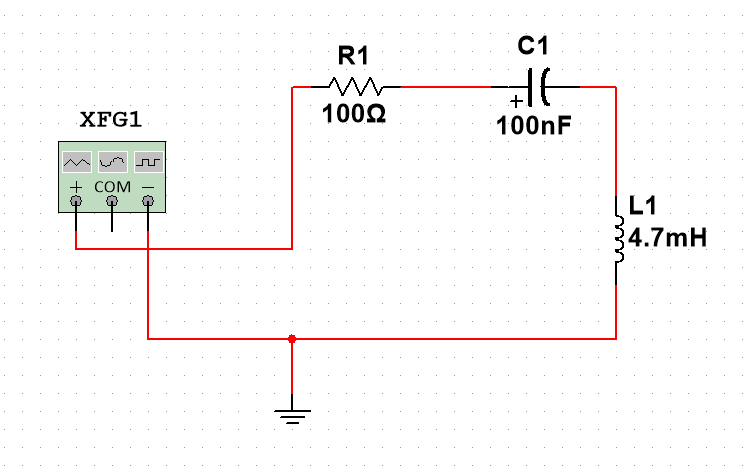 C1
R1
100Ω
+
100nF
XFG1
+ COM −
L1
4.7mH